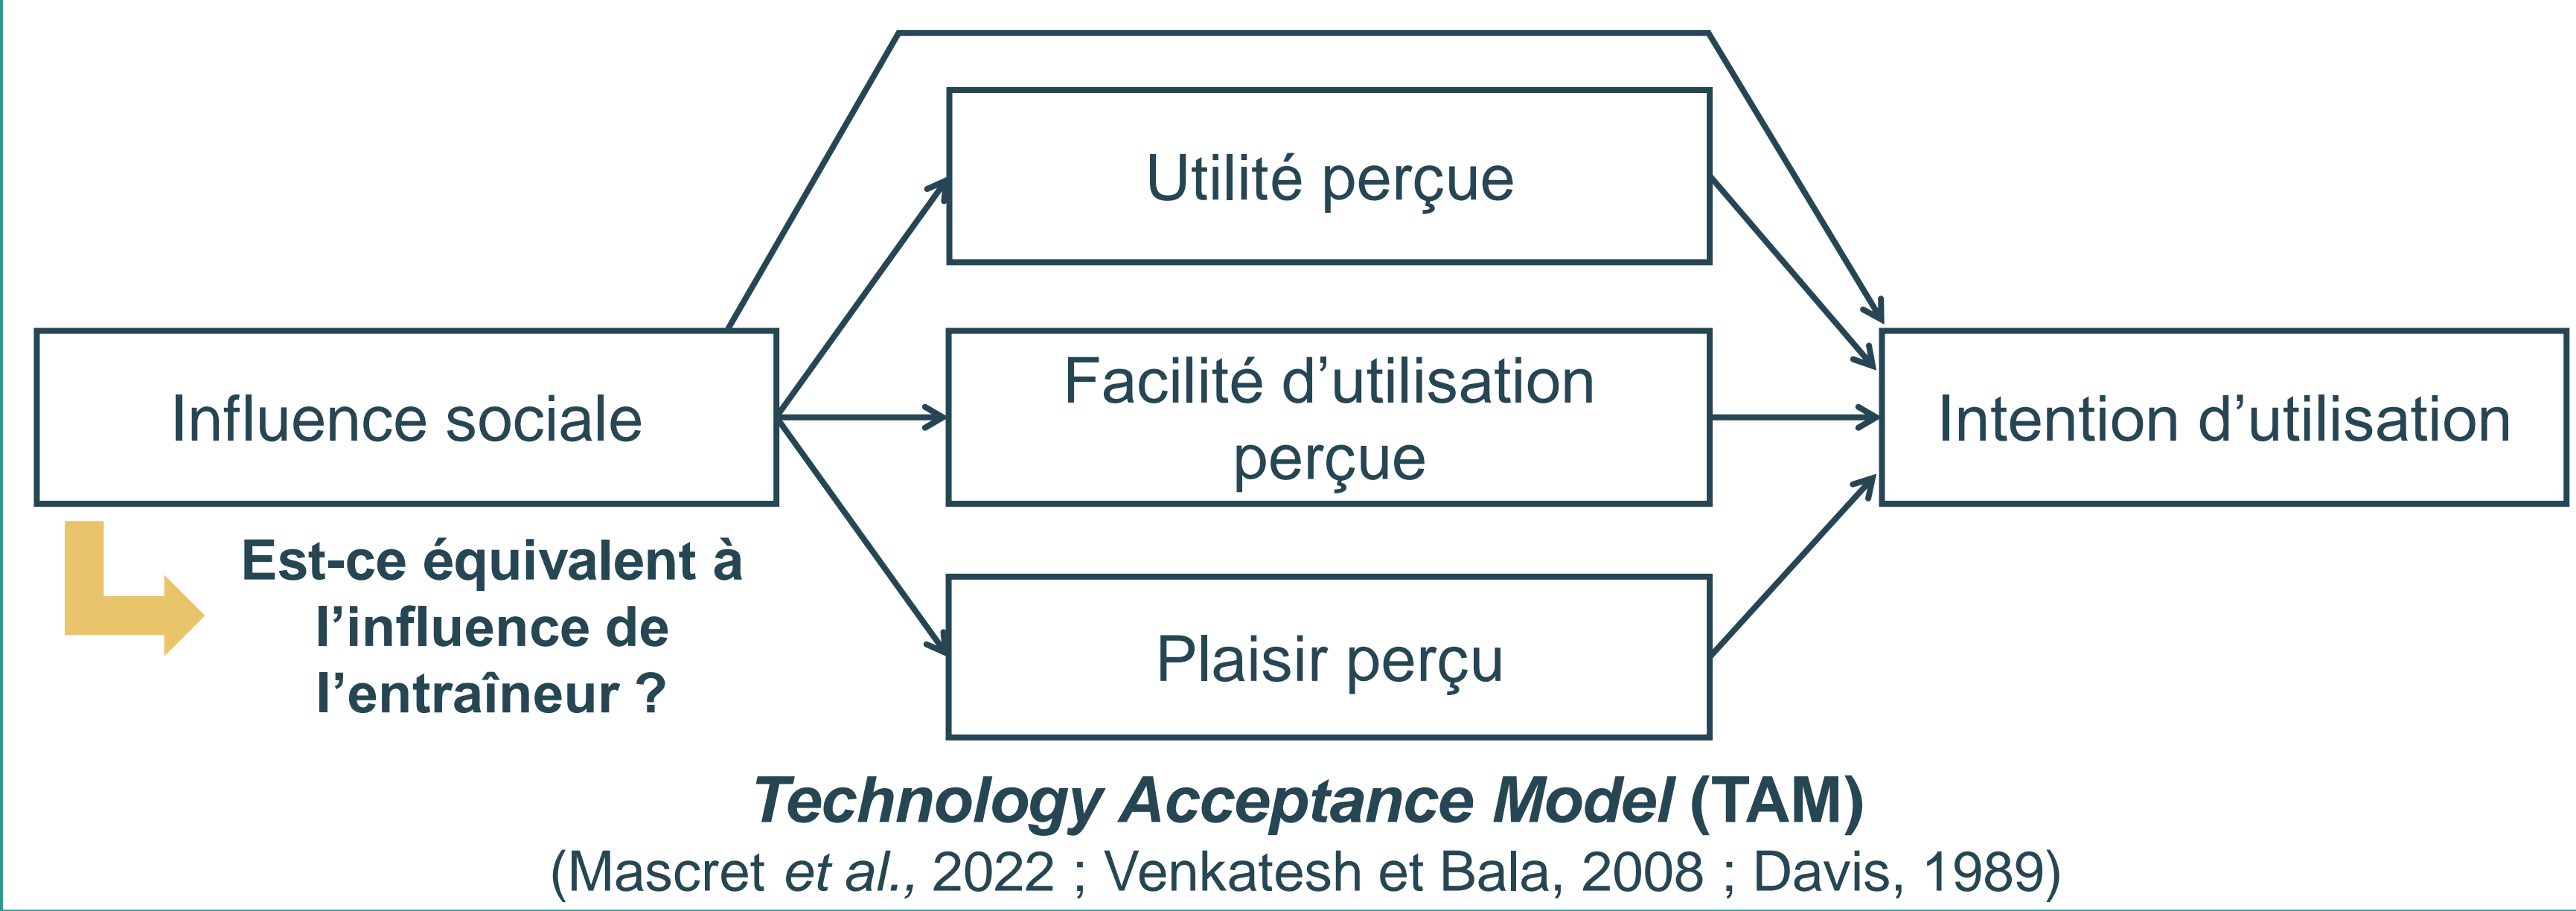 Utilité perçue
Influence sociale
Facilité d’utilisation
perçue
Intention d’utilisation
Est-ce équivalent à
l’influence de
l’entraîneur ?
Plaisir perçu
Technology Acceptance Model (TAM)
(Mascret et al., 2022 ; Venkatesh et Bala, 2008 ; Davis, 1989)